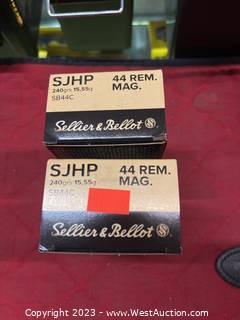 SJHP 44 REM.
240grs 15,55g MAG.
SB44C
Sellier & Bellot
SJHP 44 REM.
240grs 15,55g MAG.
SB44C
Sellier & Bellot
Copyright © 2023 - www.WestAuction.com